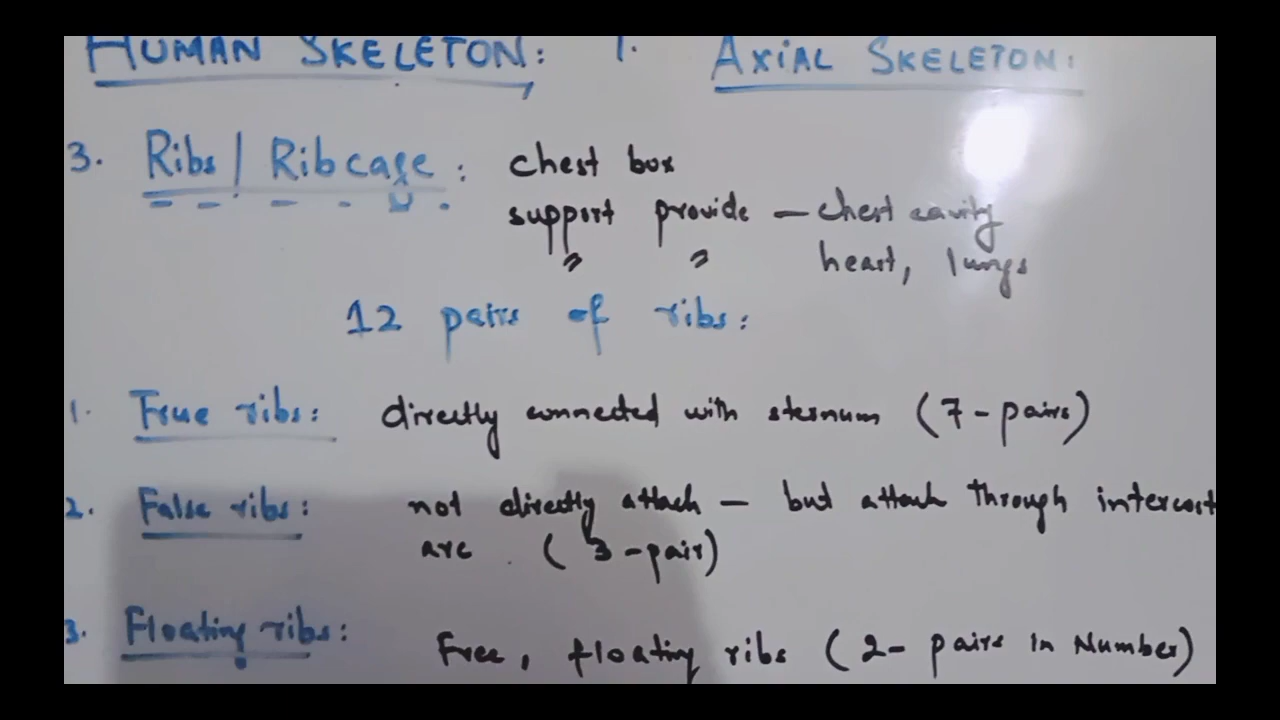 HUMAN SKELETON: 1. AXIAL SKELETON:
3. Ribs / Ribcage: chest box
support provide – chest cavity
" " heart, lungs
12 pairs of ribs:
1. True ribs: directly connected with sternum (7-pairs)
2. False ribs: not directly attach – but attach through intercost
arc (3-pair)
3. Floating ribs: Free, floating ribs (2- pairs in Number)